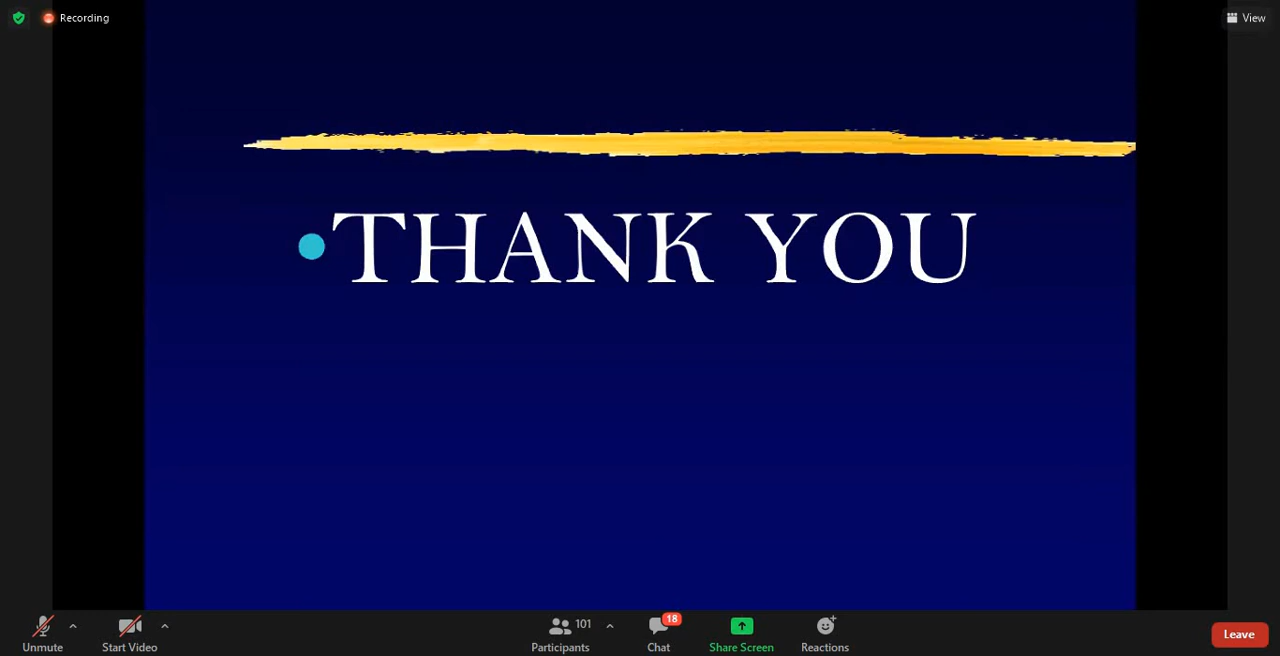 Recording
View
•THANK YOU
101
18
Unmute
Start Video
Participants
Chat
Share Screen
Reactions
Leave